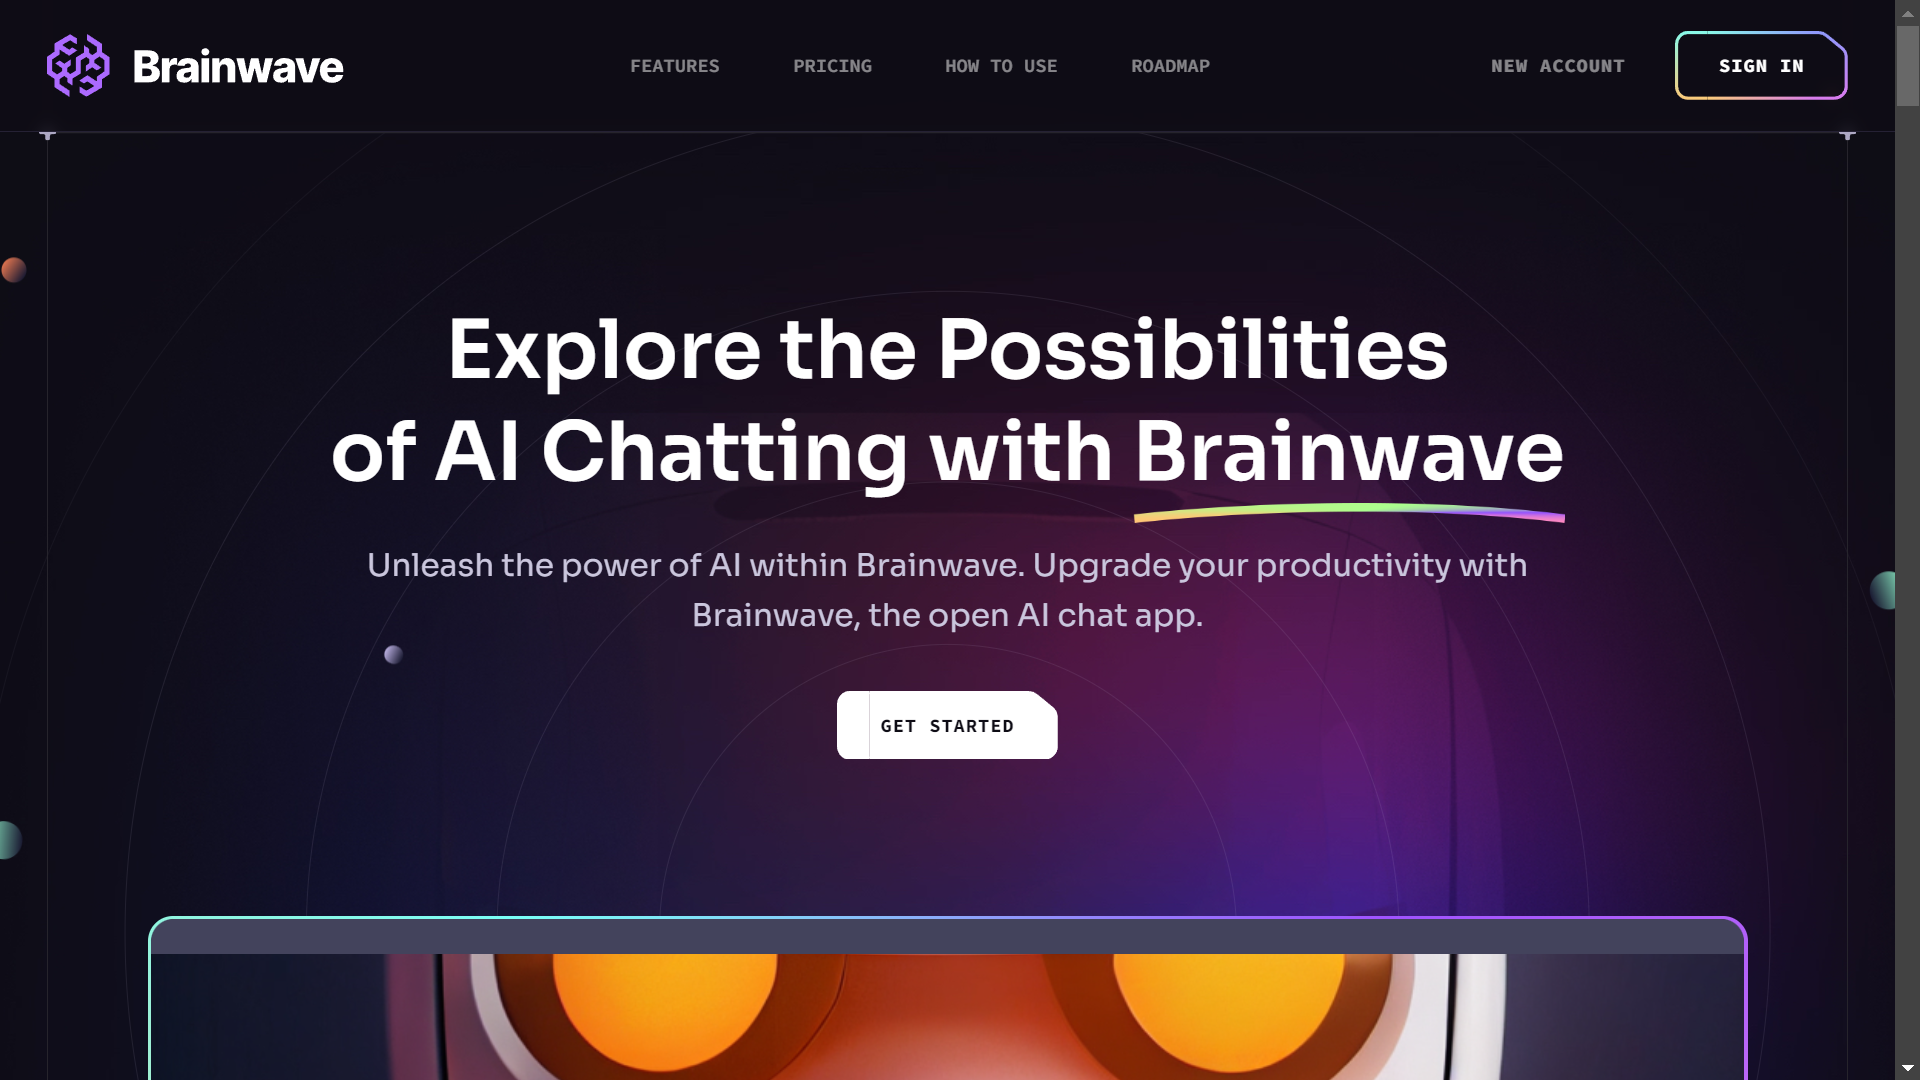 Brainwave
FEATURES
PRICING
HOW TO USE
ROADMAP
NEW ACCOUNT
SIGN IN
Explore the Possibilities
of AI Chatting with Brainwave
Unleash the power of AI within Brainwave. Upgrade your productivity with
Brainwave, the open AI chat app.
GET STARTED